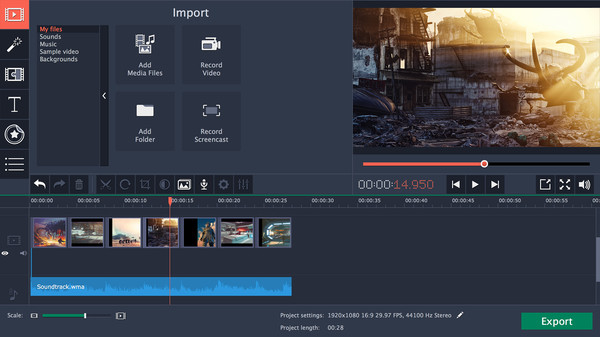 Import
My files
Sounds
Music
Sample video
Backgrounds
Add
Media Files
Record
Video
Add
Folder
Record
Screencast
T
00:00:14.950
00:00:00 00:00:05 00:00:10 00:00:15 00:00:20 00:00:25 00:00:30 00:00:35 00:00:40 00:00:45 00:00:50 00:00:55
Soundtrack.wma
Scale:
Project settings: 1920x1080 16:9 29.97 FPS, 44100 Hz Stereo
Project length: 00:28
Export